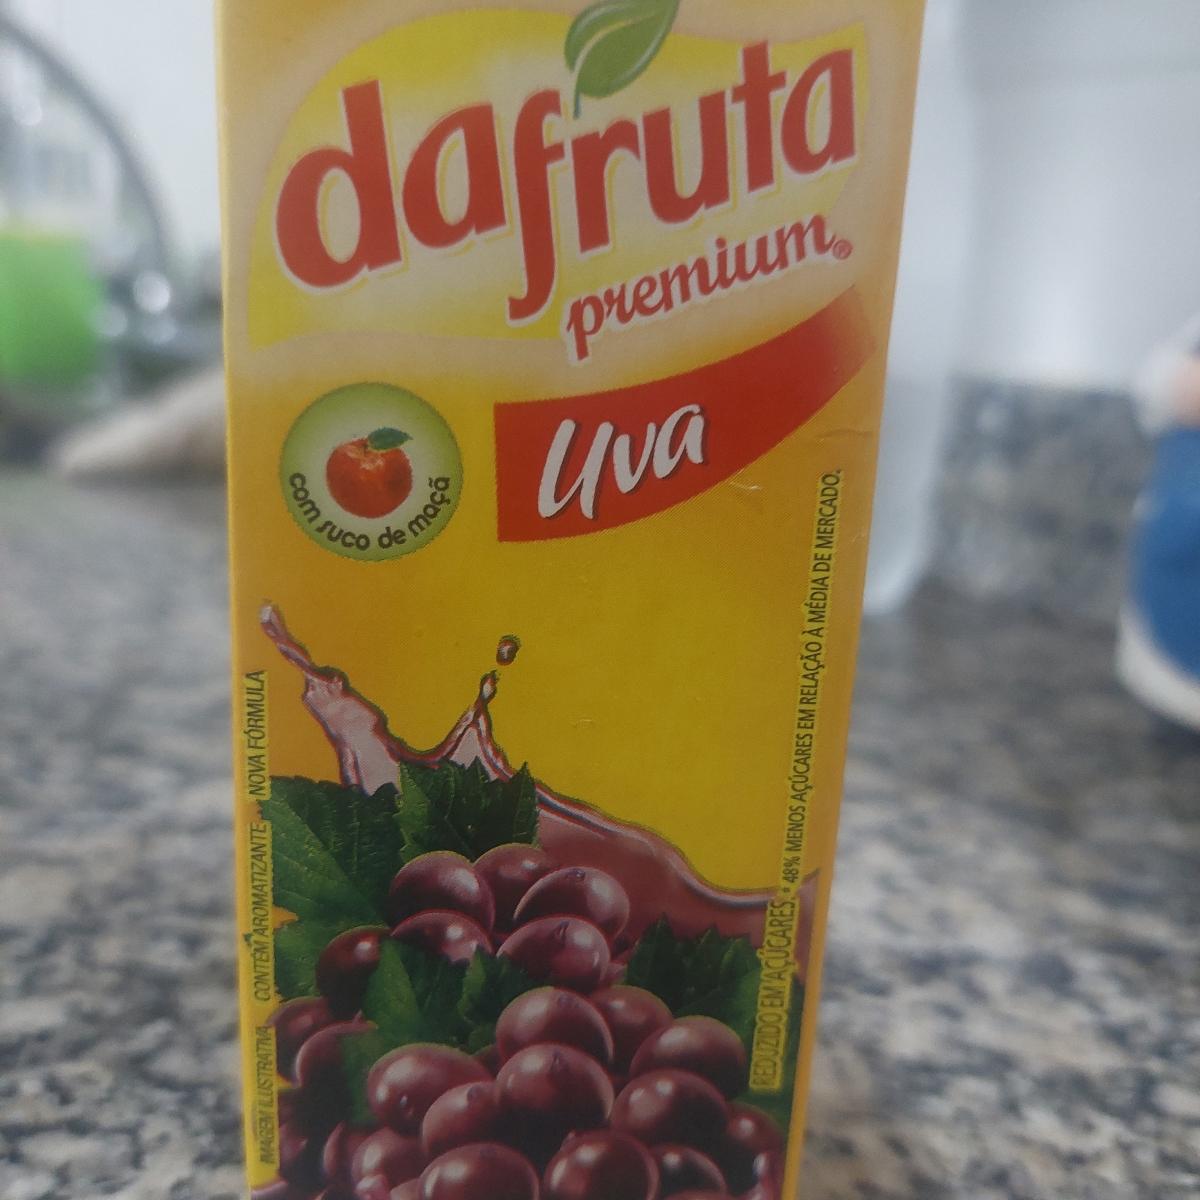 dafruta
premium®
Uva
com suco de maçã
IMAGEM ILUSTRATIVA CONTÉM AROMATIZANTE NOVA FÓRMULA
REDUZIDO EM AÇÚCARES. * 48% MENOS AÇÚCARES EM RELAÇÃO À MÉDIA DE MERCADO.